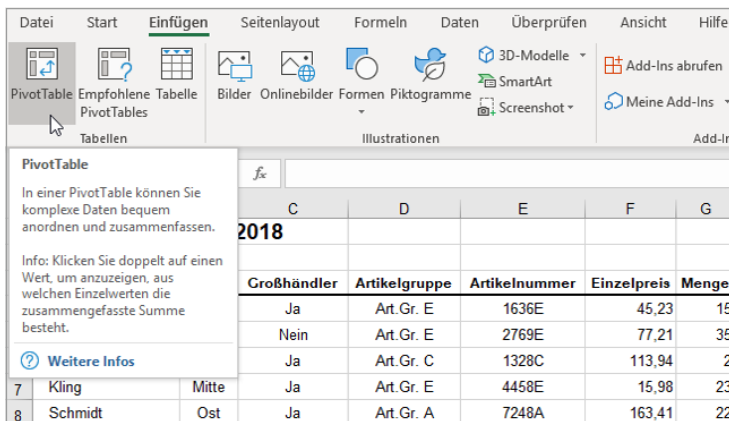 Datei Start Einfügen Seitenlayout Formeln Daten Überprüfen Ansicht Hilfe
3D-Modelle
SmartArt
Screenshot
Add-Ins abrufen
Meine Add-Ins
PivotTable Empfohlene PivotTables Tabelle Bilder Onlinebilder Formen Piktogramme
Tabellen Illustrationen
PivotTable
In einer PivotTable können Sie
komplexe Daten bequem
anordnen und zusammenfassen.
Info: Klicken Sie doppelt auf einen
Wert, um anzuzeigen, aus
welchen Einzelwerten die
zusammengefasste Summe
besteht.
Weitere Infos
fx
C D E F G
2018
Großhändler Artikelgruppe Artikelnummer Einzelpreis Menge
Ja Art.Gr. E 1636E 45,23
Nein Art.Gr. E 2769E 77,21
Ja Art.Gr. C 1328C 113,94
7 Kling Mitte Ja Art.Gr. E 4458E 15,98
8 Schmidt Ost Ja Art.Gr. A 7248A 163,41